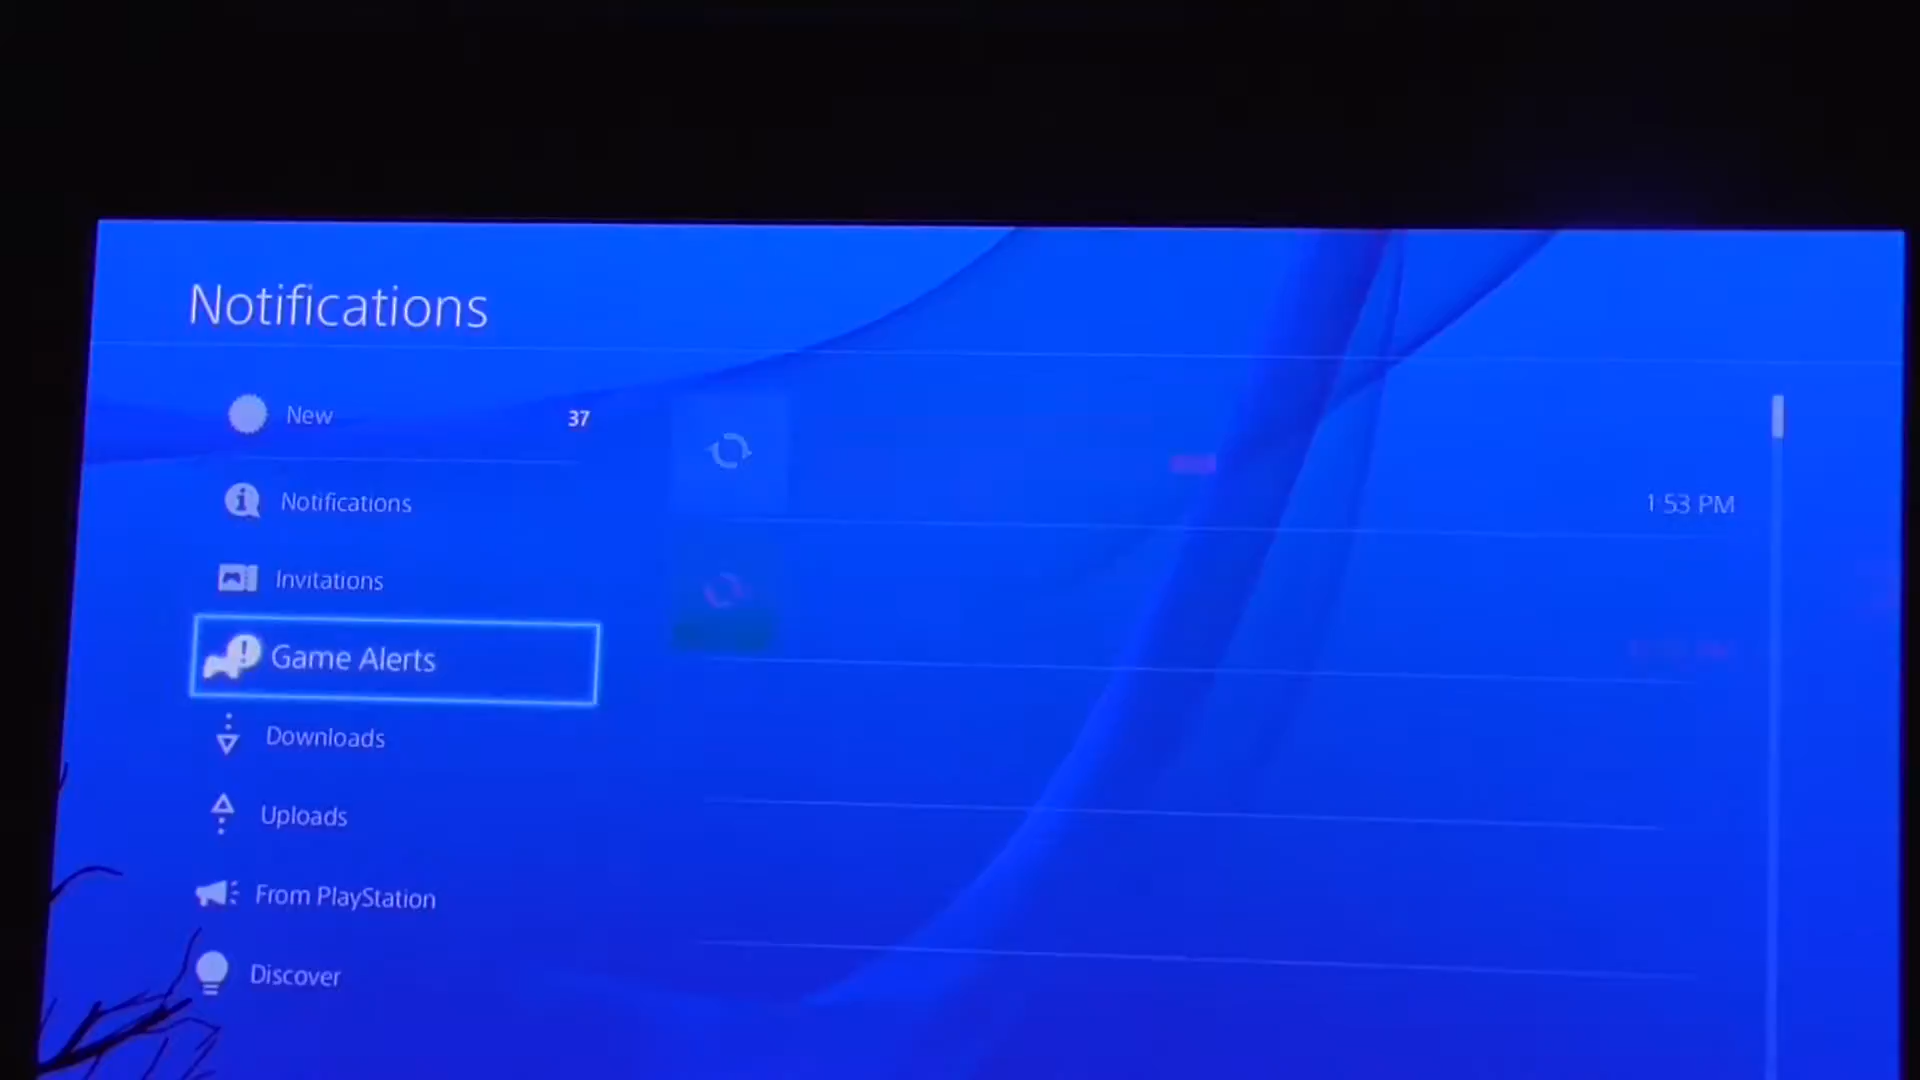 Notifications
New 37
Notifications
1:53 PM
Invitations
Game Alerts
Downloads
Uploads
From PlayStation
Discover